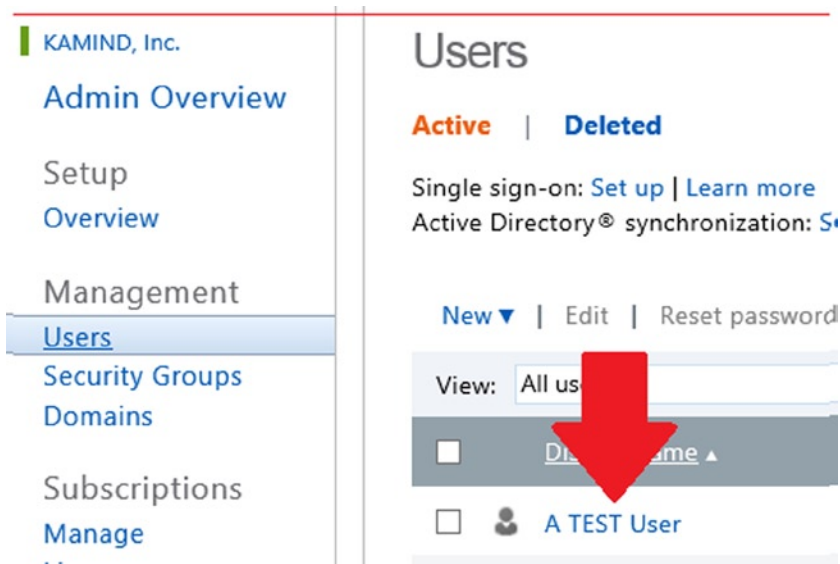 KAMIND, Inc.
Admin Overview
Setup
Overview
Management
Users
Security Groups
Domains
Subscriptions
Manage
Users
Active | Deleted
Single sign-on: Set up | Learn more
Active Directory® synchronization:
New ▼ | Edit | Reset password
View: All
A TEST User